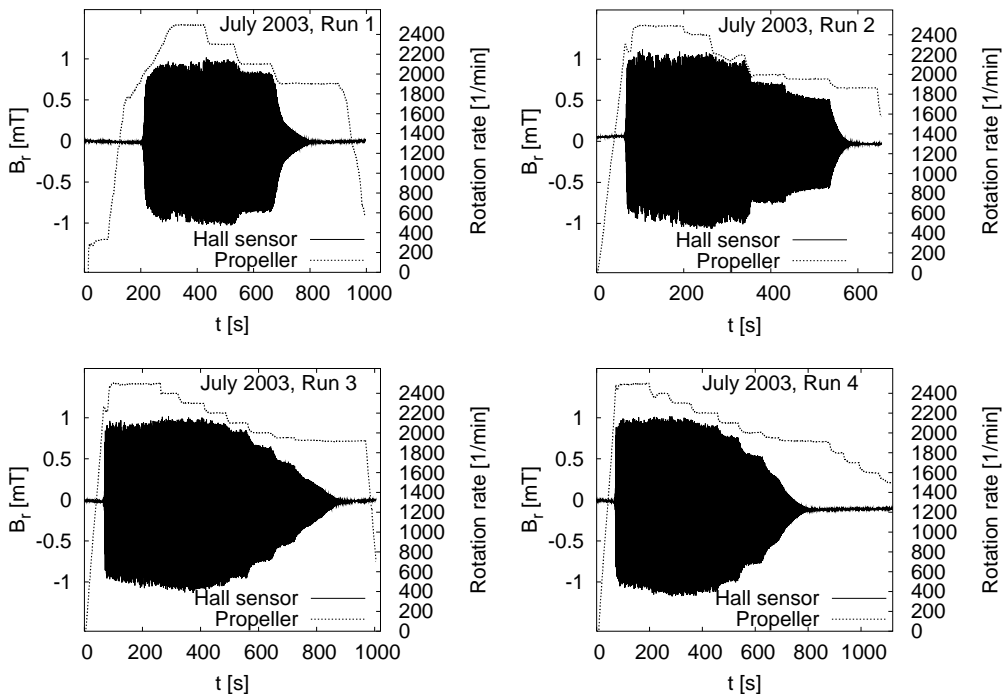 July 2003, Run 1
B_r [mT]
1
0.5
0
-0.5
-1
2400
2200
2000
1800
1600
1400
1200
1000
800
600
400
200
0
Rotation rate [1/min]
Hall sensor
Propeller
0 200 400 600 800 1000
t [s]
July 2003, Run 2
B_r [mT]
1
0.5
0
-0.5
-1
2400
2200
2000
1800
1600
1400
1200
1000
800
600
400
200
0
Rotation rate [1/min]
Hall sensor
Propeller
0 200 400 600
t [s]
July 2003, Run 3
B_r [mT]
1
0.5
0
-0.5
-1
2400
2200
2000
1800
1600
1400
1200
1000
800
600
400
200
0
Rotation rate [1/min]
Hall sensor
Propeller
0 200 400 600 800 1000
t [s]
July 2003, Run 4
B_r [mT]
1
0.5
0
-0.5
-1
2400
2200
2000
1800
1600
1400
1200
1000
800
600
400
200
0
Rotation rate [1/min]
Hall sensor
Propeller
0 200 400 600 800 1000
t [s]